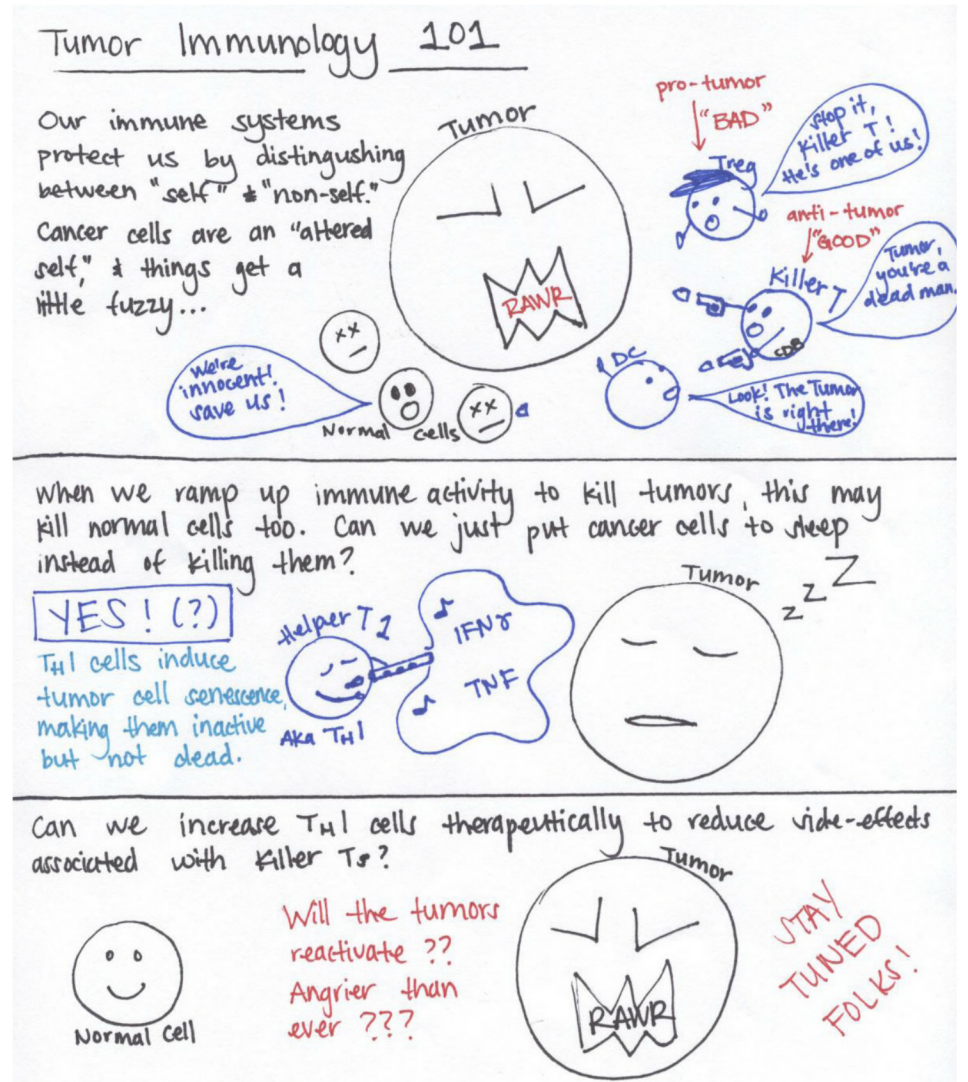 Tumor Immunology 101
Our immune systems
protect us by distingushing
between "self" & "non-self."
Cancer cells are an "altered
self", & things get a
little fuzzy...
Tumor
RAWR
pro-tumor
"BAD"
Treg
Stop it,
Killer T!
He's one of us!
anti-tumor
"GOOD"
Killer T
CD8
Tumor,
you're a
dead man.
DC
Look! The Tumor
is right
there!
We're
innocent!
save us!
xx
xx
Normal cells
When we ramp up immune activity to kill tumors, this may
kill normal cells too. Can we just put cancer cells to sleep
instead of killing them?
YES! (?)
TH1 cells induce
tumor cell senescence,
making them inactive
but not dead.
Helper T 1
Aka TH1
IFNγ
TNF
Tumor
z z Z
Can we increase TH1 cells therapeutically to reduce side-effects
associated with Killer Ts?
Normal Cell
Will the tumors
reactivate ??
Angrier than
ever ???
Tumor
RAWR
STAY
TUNED
FOLKS!